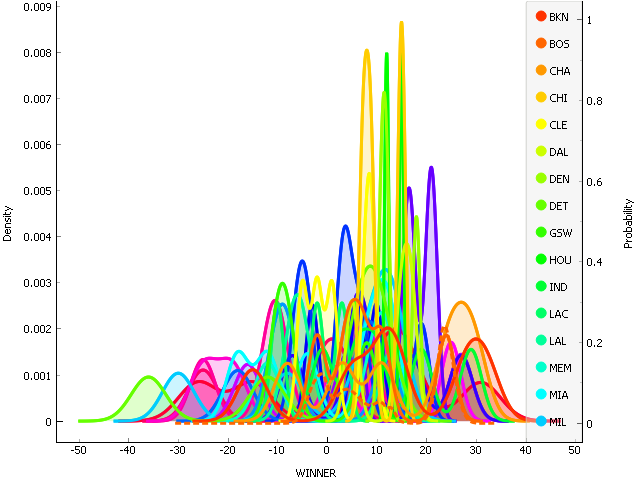 0.009
0.008
0.007
0.006
0.005
0.004
0.003
0.002
0.001
0
Density
-50
-40
-30
-20
-10
0
10
20
30
40
50
WINNER
1
0.8
0.6
0.4
0.2
0
Probability
BKN
BOS
CHA
CHI
CLE
DAL
DEN
DET
GSW
HOU
IND
LAC
LAL
MEM
MIA
MIL